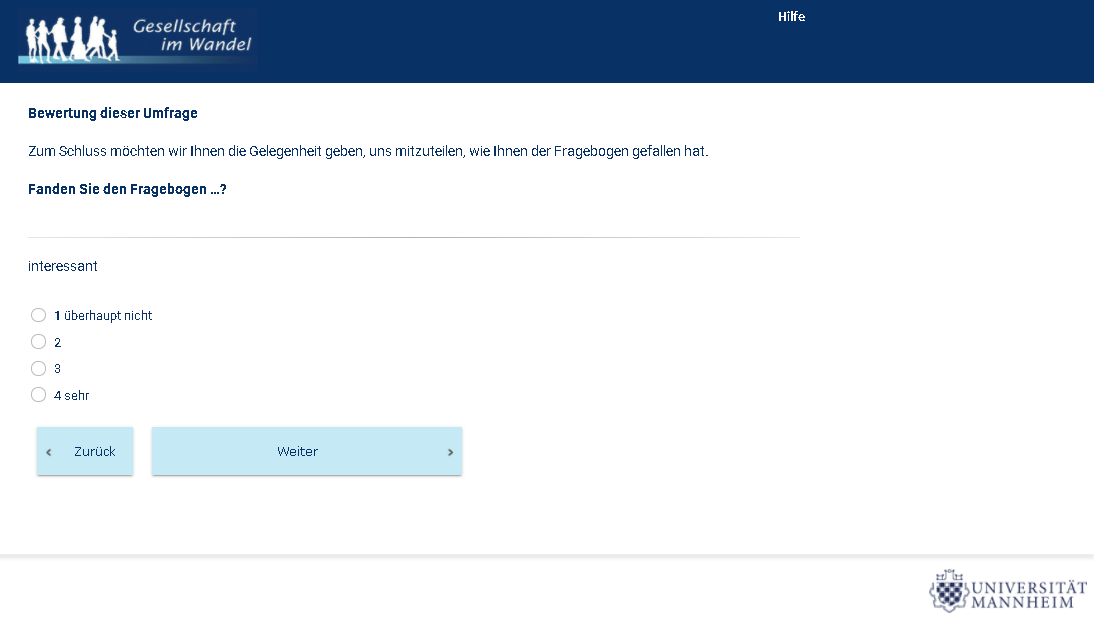 Gesellschaft
im Wandel
Hilfe
Bewertung dieser Umfrage
Zum Schluss möchten wir Ihnen die Gelegenheit geben, uns mitzuteilen, wie Ihnen der Fragebogen gefallen hat.
Fanden Sie den Fragebogen ...?
interessant
1 überhaupt nicht
2
3
4 sehr
‹ Zurück
Weiter ›
UNIVERSITÄT
MANNHEIM